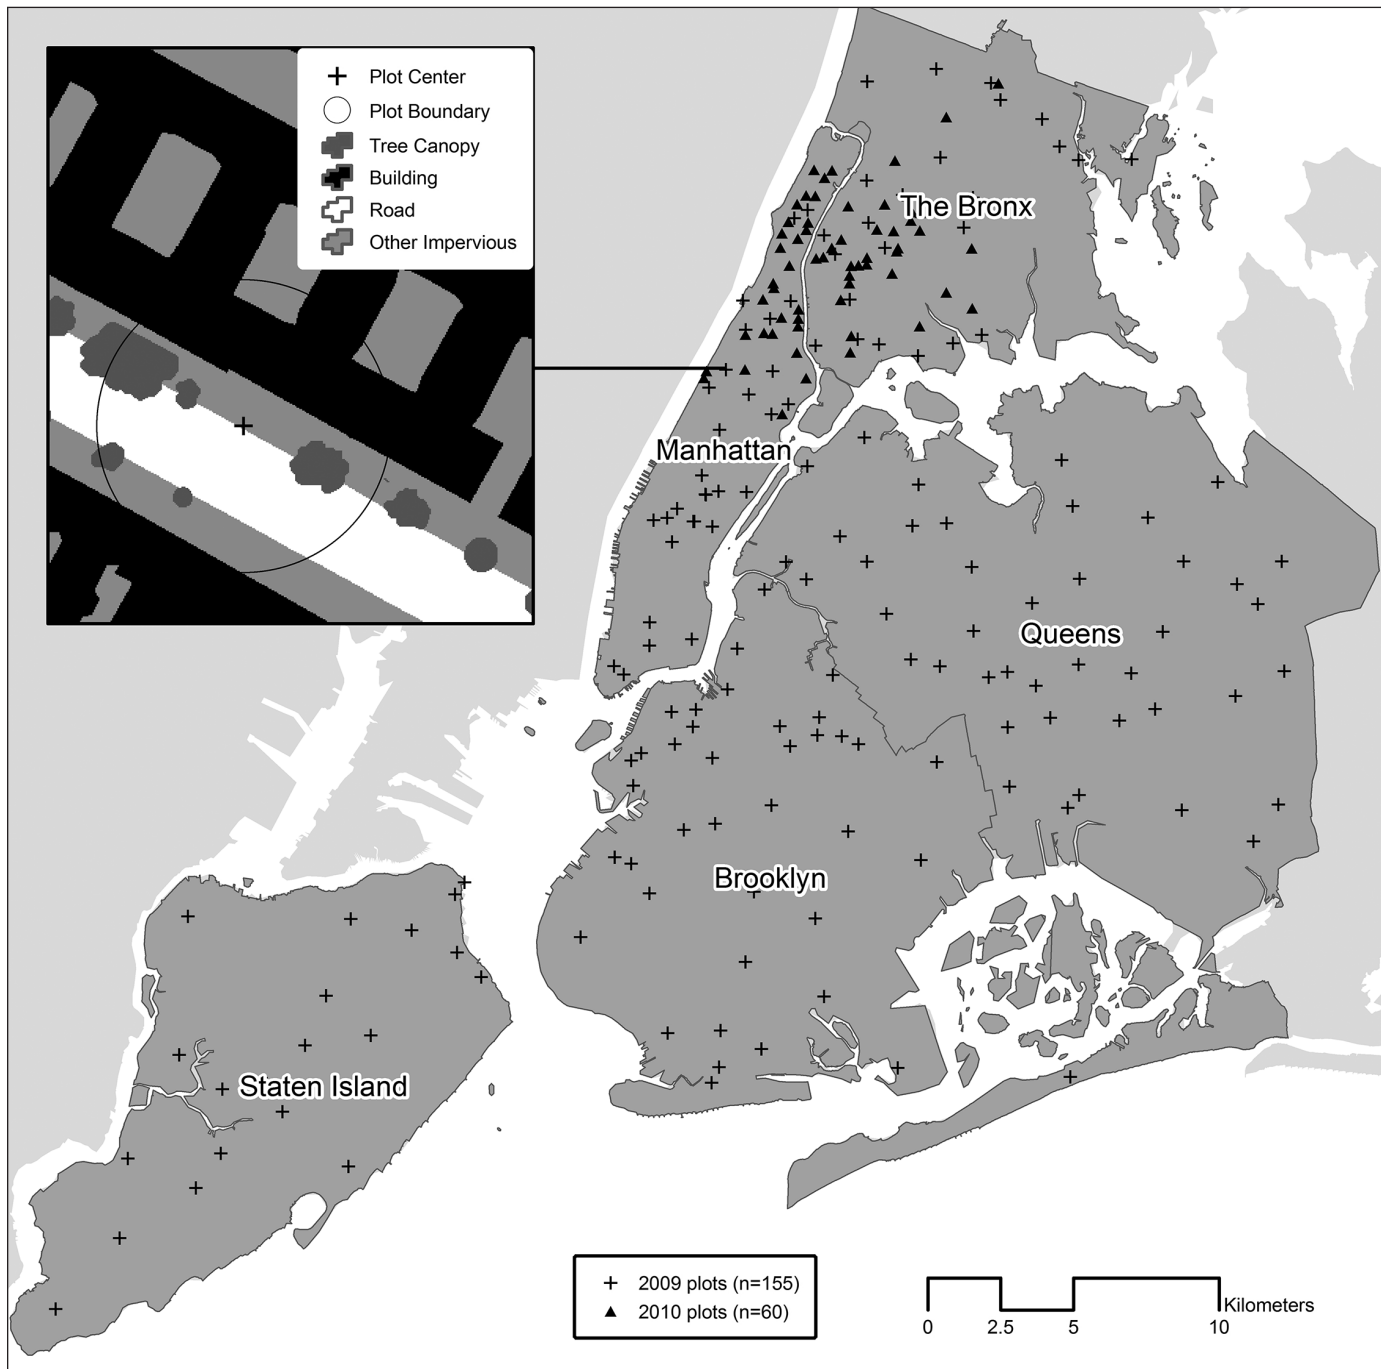 Plot Center
Plot Boundary
Tree Canopy
Building
Road
Other Impervious
The Bronx
Manhattan
Queens
Brooklyn
Staten Island
2009 plots (n=155)
2010 plots (n=60)
Kilometers
0 2.5 5 10